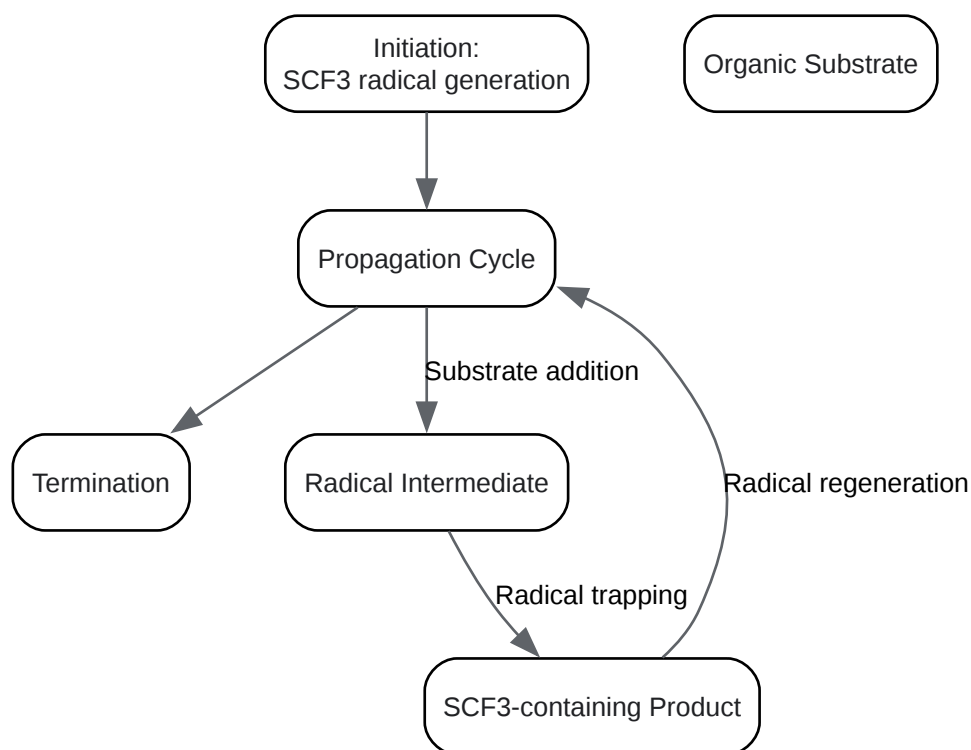 Initiation:
SCF3 radical generation
Organic Substrate
Propagation Cycle
Substrate addition
Termination
Radical Intermediate
Radical regeneration
Radical trapping
SCF3-containing Product